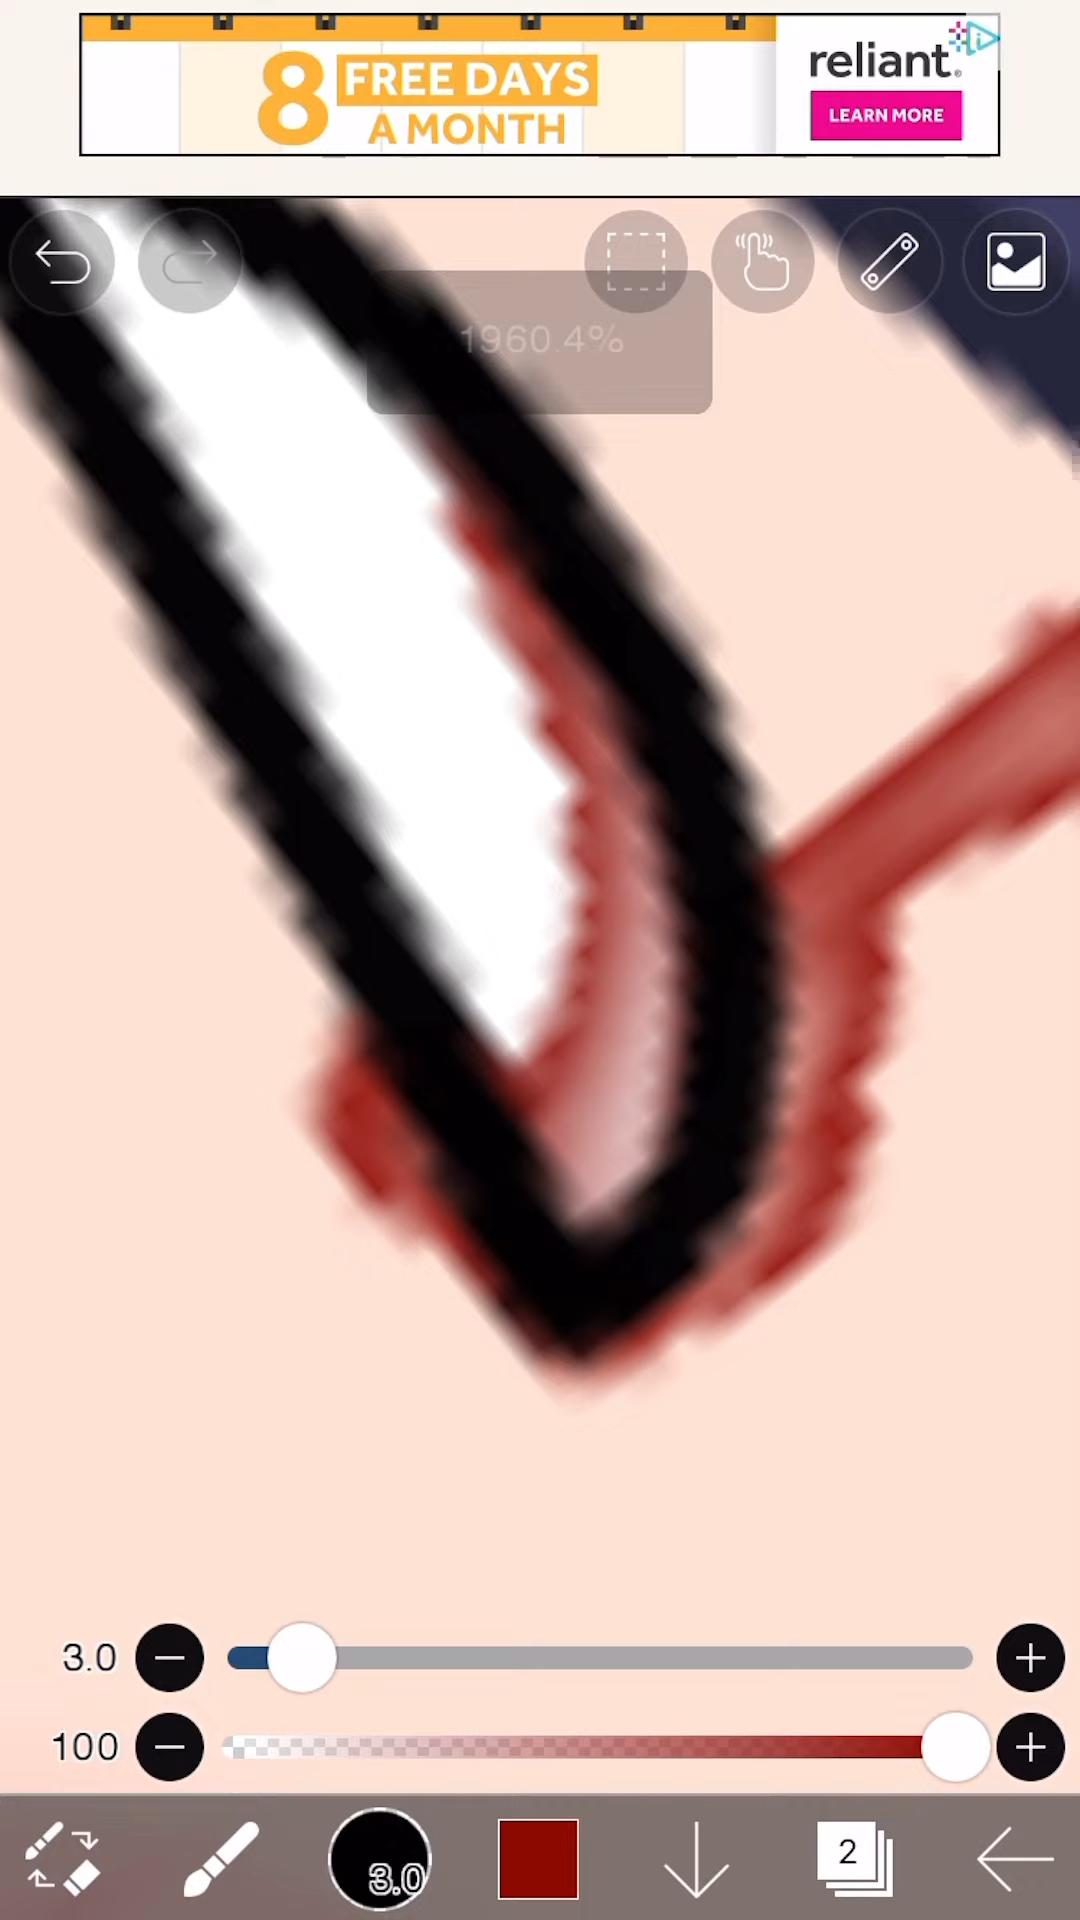 8 FREE DAYS
A MONTH
reliant.
LEARN MORE
1960.4%
3.0
100
3.0
2